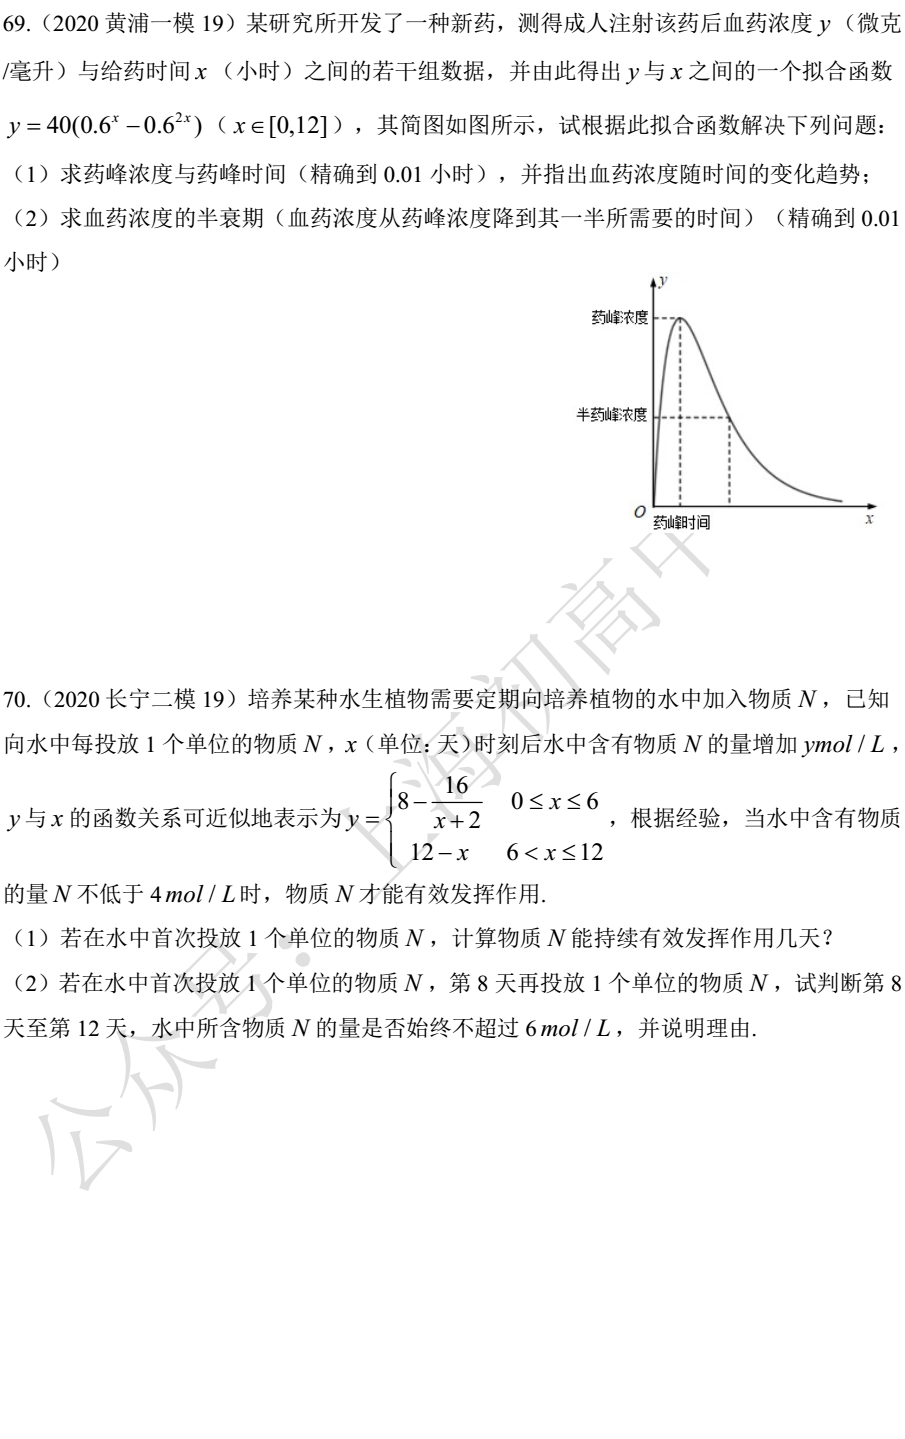 69.（2020 黄浦一模 19）某研究所开发了一种新药，测得成人注射该药后血药浓度 y （微克
/毫升）与给药时间 x （小时）之间的若干组数据，并由此得出 y 与 x 之间的一个拟合函数
y = 40(0.6^x − 0.6^{2x})（ x ∈ [0,12]），其简图如图所示，试根据此拟合函数解决下列问题：
（1）求药峰浓度与药峰时间（精确到 0.01 小时），并指出血药浓度随时间的变化趋势；
（2）求血药浓度的半衰期（血药浓度从药峰浓度降到其一半所需要的时间）（精确到 0.01
小时）
y
药峰浓度
半药峰浓度
O
药峰时间
x
70.（2020 长宁二模 19）培养某种水生植物需要定期向培养植物的水中加入物质 N ，已知
向水中每投放 1 个单位的物质 N ，x（单位：天）时刻后水中含有物质 N 的量增加 ymol / L ，
y 与 x 的函数关系可近似地表示为 y = { 8 − 16/(x + 2)  0 ≤ x ≤ 6
12 − x  6 < x ≤ 12 ，根据经验，当水中含有物质
的量 N 不低于 4mol / L 时，物质 N 才能有效发挥作用.
（1）若在水中首次投放 1 个单位的物质 N ，计算物质 N 能持续有效发挥作用几天？
（2）若在水中首次投放 1 个单位的物质 N ，第 8 天再投放 1 个单位的物质 N ，试判断第 8
天至第 12 天，水中所含物质 N 的量是否始终不超过 6mol / L ，并说明理由.
公众号：上海初高中